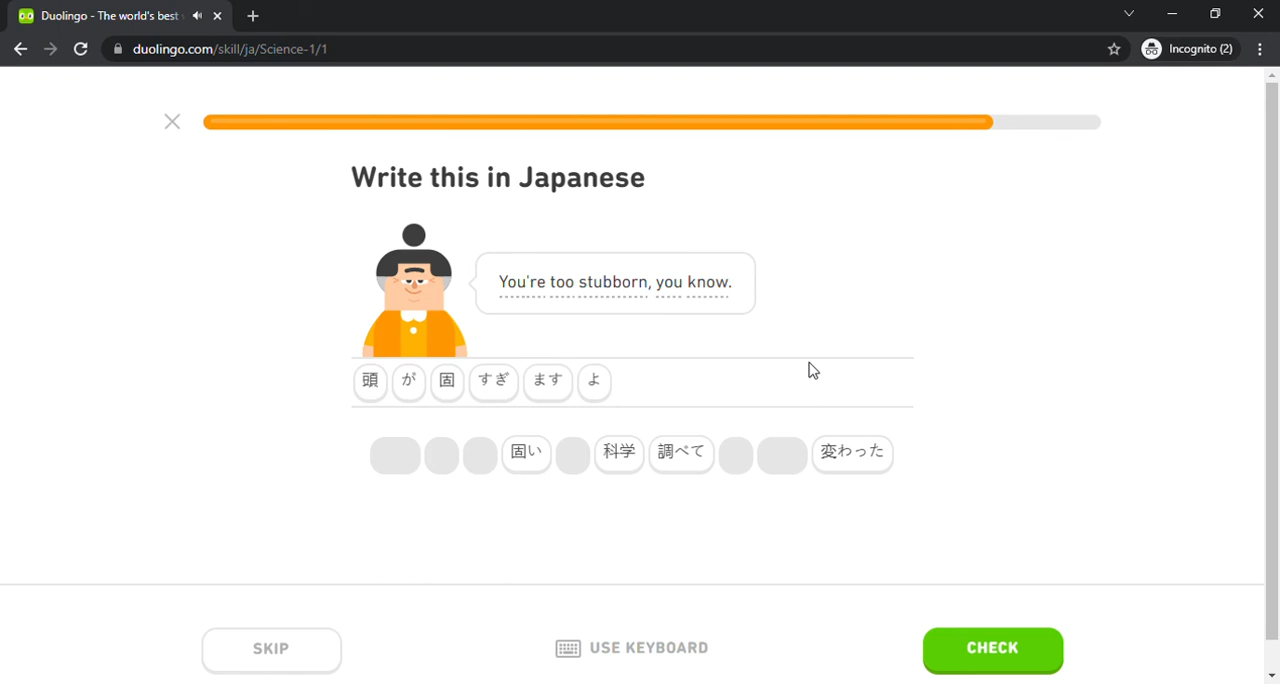 Duolingo - The world's best
duolingo.com/skill/ja/Science-1/1
Incognito (2)
Write this in Japanese
You're too stubborn, you know.
頭 が 固 すぎ ます よ
固い 科学 調べて 変わった
SKIP
USE KEYBOARD
CHECK